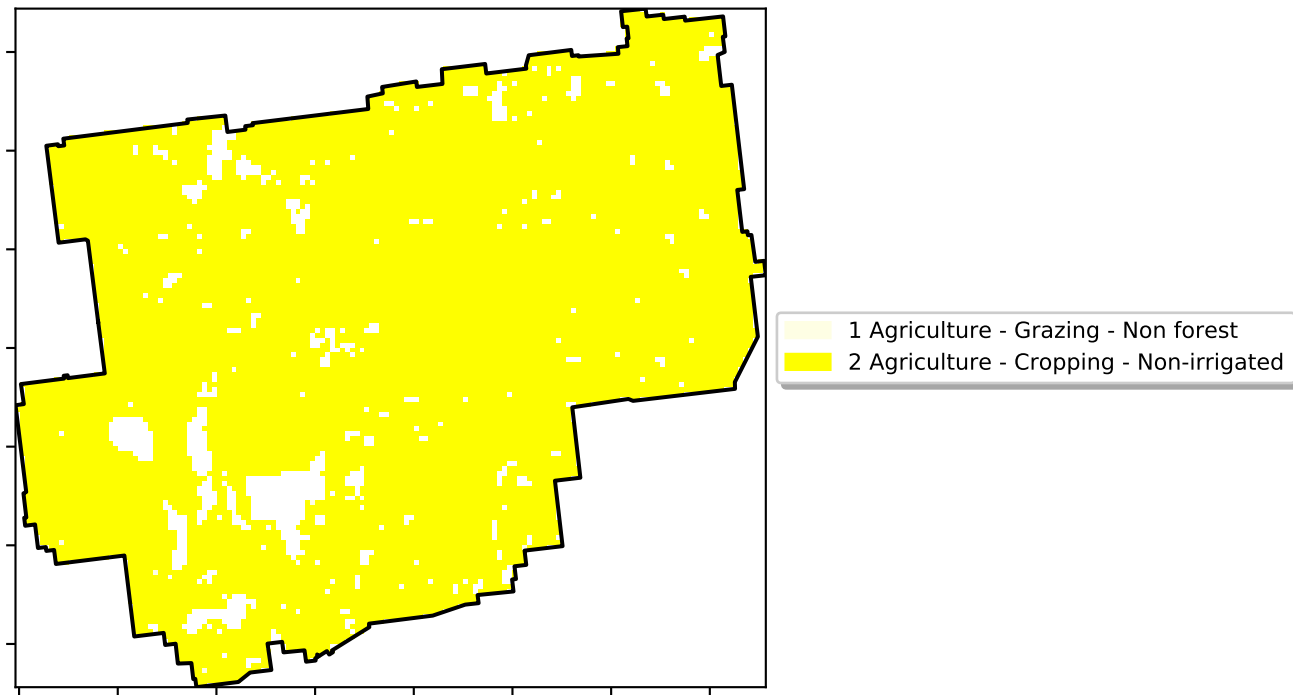 1 Agriculture - Grazing - Non forest
2 Agriculture - Cropping - Non-irrigated